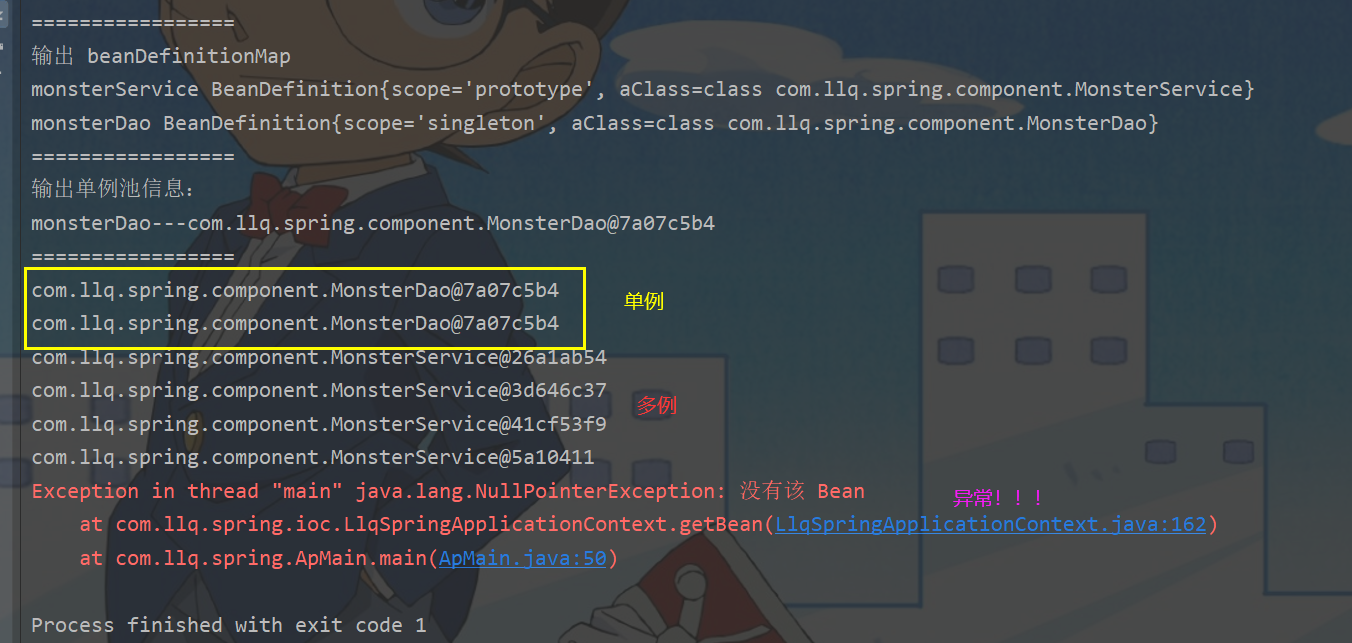 =================
输出 beanDefinitionMap
monsterService BeanDefinition{scope='prototype', aClass=class com.llq.spring.component.MonsterService}
monsterDao BeanDefinition{scope='singleton', aClass=class com.llq.spring.component.MonsterDao}
=================
输出单例池信息:
monsterDao---com.llq.spring.component.MonsterDao@7a07c5b4
=================
com.llq.spring.component.MonsterDao@7a07c5b4
单例
com.llq.spring.component.MonsterDao@7a07c5b4
com.llq.spring.component.MonsterService@26a1ab54
com.llq.spring.component.MonsterService@3d646c37
多例
com.llq.spring.component.MonsterService@41cf53f9
com.llq.spring.component.MonsterService@5a10411
Exception in thread "main" java.lang.NullPointerException: 没有该 Bean
异常！！！
at com.llq.spring.ioc.LlqSpringApplicationContext.getBean(LlqSpringApplicationContext.java:162)
at com.llq.spring.ApMain.main(ApMain.java:50)
Process finished with exit code 1